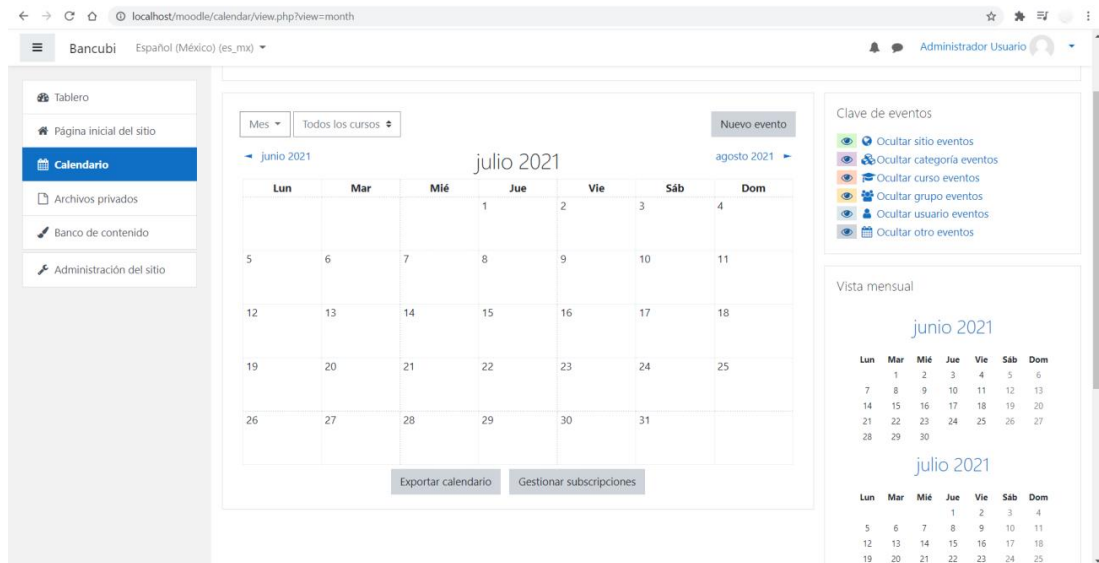 localhost/moodle/calendar/view.php?view=month
Bancubi Español (México) (es_mx)
Administrador Usuario
Tablero
Página inicial del sitio
Calendario
Archivos privados
Banco de contenido
Administración del sitio
Mes Todos los cursos Nuevo evento
junio 2021 julio 2021 agosto 2021
Lun Mar Mié Jue Vie Sáb Dom
1 2 3 4
5 6 7 8 9 10 11
12 13 14 15 16 17 18
19 20 21 22 23 24 25
26 27 28 29 30 31
Exportar calendario Gestionar subscripciones
Clave de eventos
Ocultar sitio eventos
Ocultar categoría eventos
Ocultar curso eventos
Ocultar grupo eventos
Ocultar usuario eventos
Ocultar otro eventos
Vista mensual
junio 2021
Lun Mar Mié Jue Vie Sáb Dom
1 2 3 4 5 6
7 8 9 10 11 12 13
14 15 16 17 18 19 20
21 22 23 24 25 26 27
28 29 30
julio 2021
Lun Mar Mié Jue Vie Sáb Dom
1 2 3 4
5 6 7 8 9 10 11
12 13 14 15 16 17 18
19 20 21 22 23 24 25